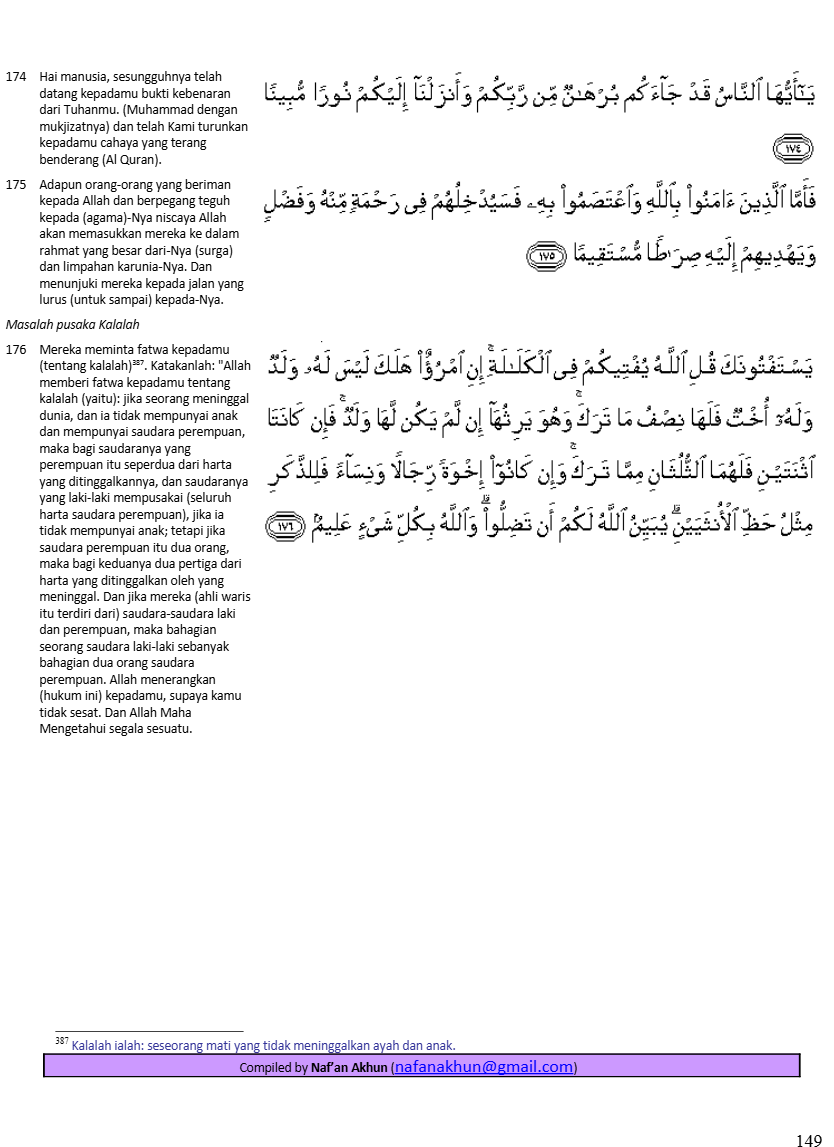 174 Hai manusia, sesungguhnya telah
datang kepadamu bukti kebenaran
dari Tuhanmu. (Muhammad dengan
mukjizatnya) dan telah Kami turunkan
kepadamu cahaya yang terang
benderang (Al Quran).
يَـٰٓأَيُّهَا ٱلنَّاسُ قَدْ جَآءَكُم بُرْهَـٰنٌ مِّن رَّبِّكُمْ وَأَنزَلْنَآ إِلَيْكُمْ نُورًا مُّبِينًا
١٧٤
175 Adapun orang-orang yang beriman
kepada Allah dan berpegang teguh
kepada (agama)-Nya niscaya Allah
akan memasukkan mereka ke dalam
rahmat yang besar dari-Nya (surga)
dan limpahan karunia-Nya. Dan
menunjuki mereka kepada jalan yang
lurus (untuk sampai) kepada-Nya.
فَأَمَّا ٱلَّذِينَ ءَامَنُوا۟ بِٱللَّهِ وَٱعْتَصَمُوا۟ بِهِۦ فَسَيُدْخِلُهُمْ فِى رَحْمَةٍ مِّنْهُ وَفَضْلٍ
وَيَهْدِيهِمْ إِلَيْهِ صِرَٰطًا مُّسْتَقِيمًا ١٧٥
Masalah pusaka Kalalah
176 Mereka meminta fatwa kepadamu
(tentang kalalah)387. Katakanlah: "Allah
memberi fatwa kepadamu tentang
kalalah (yaitu): jika seorang meninggal
dunia, dan ia tidak mempunyai anak
dan mempunyai saudara perempuan,
maka bagi saudaranya yang
perempuan itu seperdua dari harta
yang ditinggalkannya, dan saudaranya
yang laki-laki mempusakai (seluruh
harta saudara perempuan), jika ia
tidak mempunyai anak; tetapi jika
saudara perempuan itu dua orang,
maka bagi keduanya dua pertiga dari
harta yang ditinggalkan oleh yang
meninggal. Dan jika mereka (ahli waris
itu terdiri dari) saudara-saudara laki
dan perempuan, maka bahagian
seorang saudara laki-laki sebanyak
bahagian dua orang saudara
perempuan. Allah menerangkan
(hukum ini) kepadamu, supaya kamu
tidak sesat. Dan Allah Maha
Mengetahui segala sesuatu.
يَسْتَفْتُونَكَ قُلِ ٱللَّهُ يُفْتِيكُمْ فِى ٱلْكَلَـٰلَةِ ۚ إِنِ ٱمْرُؤٌا۟ هَلَكَ لَيْسَ لَهُۥ وَلَدٌ
وَلَهُۥٓ أُخْتٌ فَلَهَا نِصْفُ مَا تَرَكَ ۚ وَهُوَ يَرِثُهَآ إِن لَّمْ يَكُن لَّهَا وَلَدٌ ۚ فَإِن كَانَتَا
ٱثْنَتَيْنِ فَلَهُمَا ٱلثُّلُثَانِ مِمَّا تَرَكَ ۚ وَإِن كَانُوٓا۟ إِخْوَةً رِّجَالًا وَنِسَآءً فَلِلذَّكَرِ
مِثْلُ حَظِّ ٱلْأُنثَيَيْنِ ۗ يُبَيِّنُ ٱللَّهُ لَكُمْ أَن تَضِلُّوا۟ ۗ وَٱللَّهُ بِكُلِّ شَىْءٍ عَلِيمٌۢ ١٧٦
387 Kalalah ialah: seseorang mati yang tidak meninggalkan ayah dan anak.
Compiled by Naf’an Akhun (nafanakhun@gmail.com)
149